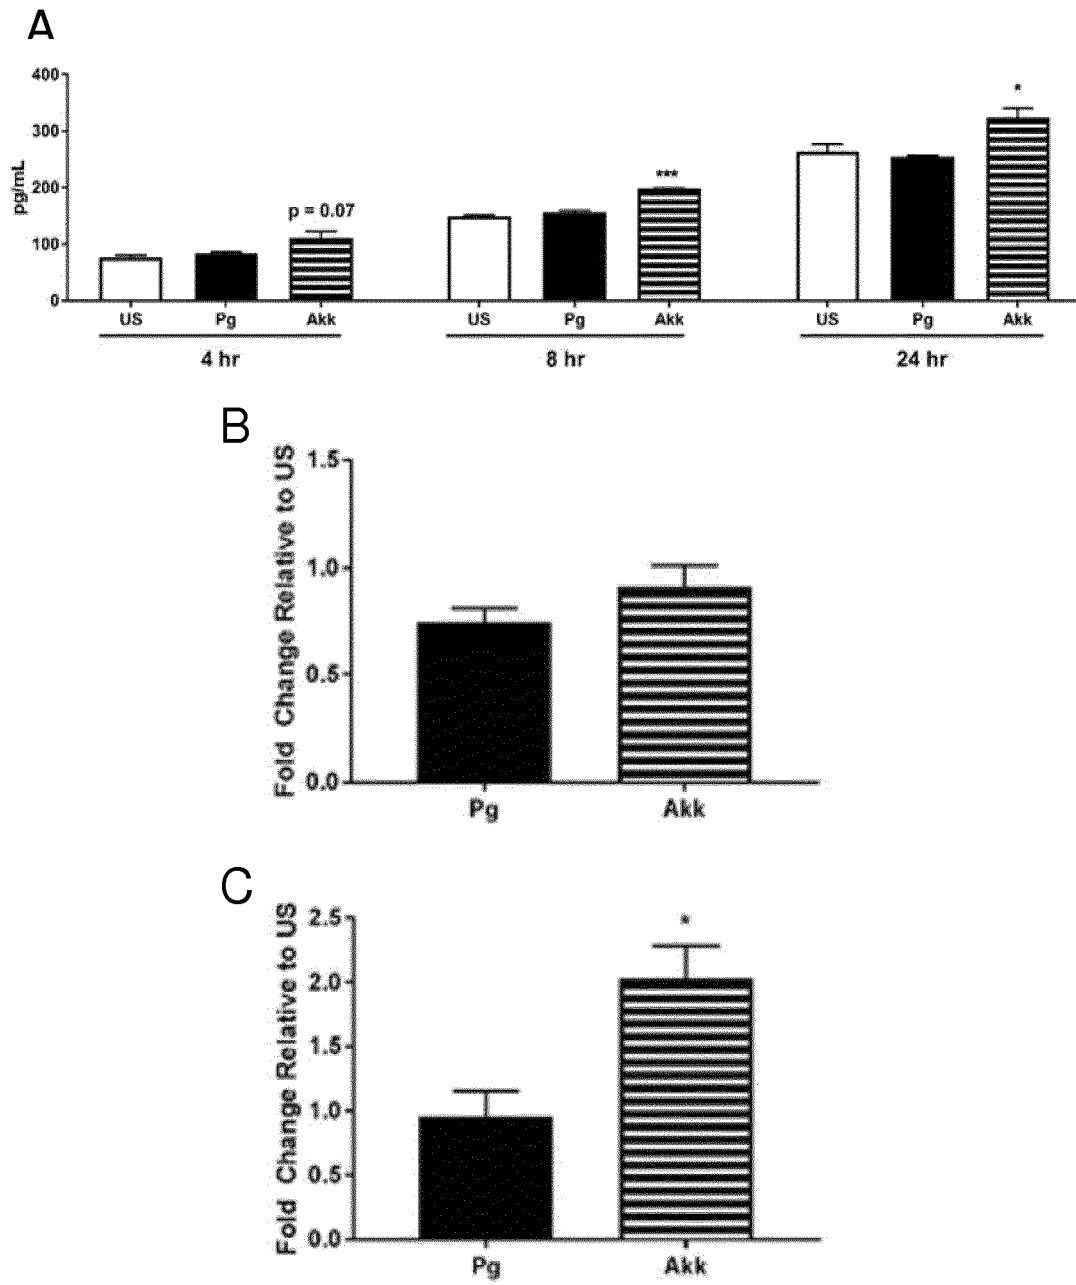 A
400
300
200
100
0
pg/mL
p = 0.07
***
*
US Pg Akk US Pg Akk US Pg Akk
4 hr 8 hr 24 hr
B
Fold Change Relative to US
1.5
1.0
0.5
0.0
Pg Akk
C
Fold Change Relative to US
2.5
2.0
1.5
1.0
0.5
0.0
*
Pg Akk